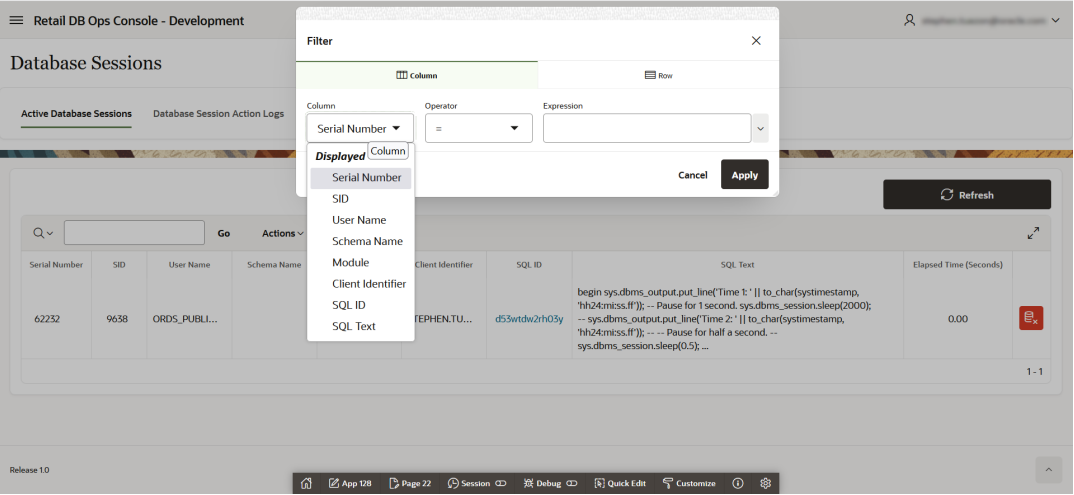 Retail DB Ops Console - Development
Database Sessions
Active Database Sessions
Database Session Action Logs
Filter
Column
Row
Column
Operator
Expression
Serial Number
=
Column
Displayed
Serial Number
SID
User Name
Schema Name
Module
Client Identifier
SQL ID
SQL Text
Cancel
Apply
Refresh
Go
Actions
Serial Number
SID
User Name
Schema Name
Client Identifier
SQL ID
SQL Text
Elapsed Time (Seconds)
62232
9638
ORDS_PUBLI...
TEPHEN.TU...
d53wtdw2rh03y
begin sys.dbms_output.put_line('Time 1: ' || to_char(systimestamp,
'hh24:mi:ss.ff')); -- Pause for 1 second. sys.dbms_session.sleep(2000);
-- sys.dbms_output.put_line('Time 2: ' || to_char(systimestamp,
'hh24:mi:ss.ff')); -- -- Pause for half a second. --
sys.dbms_session.sleep(0.5); ...
0.00
1 - 1
Release 1.0
App 128
Page 22
Session
Debug
Quick Edit
Customize